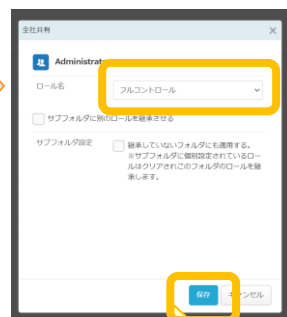 全社共有
Administrat
ロール名
フルコントロール
サブフォルダに別のロールを継承させる
サブフォルダ設定
継承していないフォルダにも適用する。
※サブフォルダに個別設定されているロー
ルはクリアされこのフォルダのロールを継
承します。
保存
キャンセル